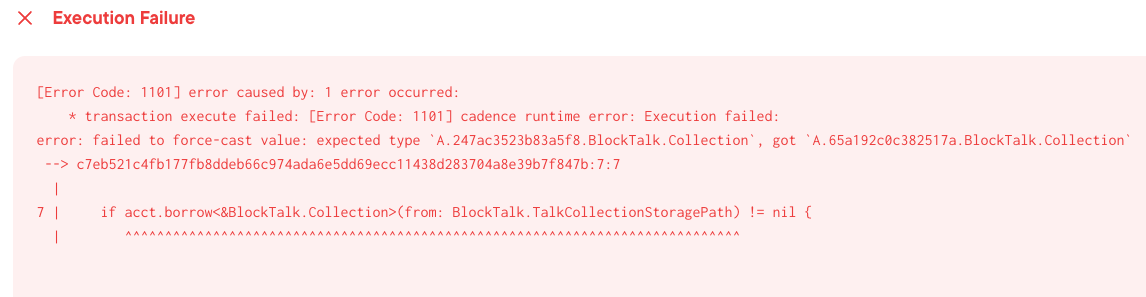 Execution Failure
[Error Code: 1101] error caused by: 1 error occurred:
* transaction execute failed: [Error Code: 1101] cadence runtime error: Execution failed:
error: failed to force-cast value: expected type `A.247ac3523b83a5f8.BlockTalk.Collection`, got `A.65a192c0c382517a.BlockTalk.Collection`
--> c7eb521c4fb177fb8ddeb66c974ada6e5dd69ecc11438d283704a8e39b7f847b:7:7
|
7 | if acct.borrow<&BlockTalk.Collection>(from: BlockTalk.TalkCollectionStoragePath) != nil {
| ^^^^^^^^^^^^^^^^^^^^^^^^^^^^^^^^^^^^^^^^^^^^^^^^^^^^^^^^^^^^^^^^^^^^^^^^^^^^^